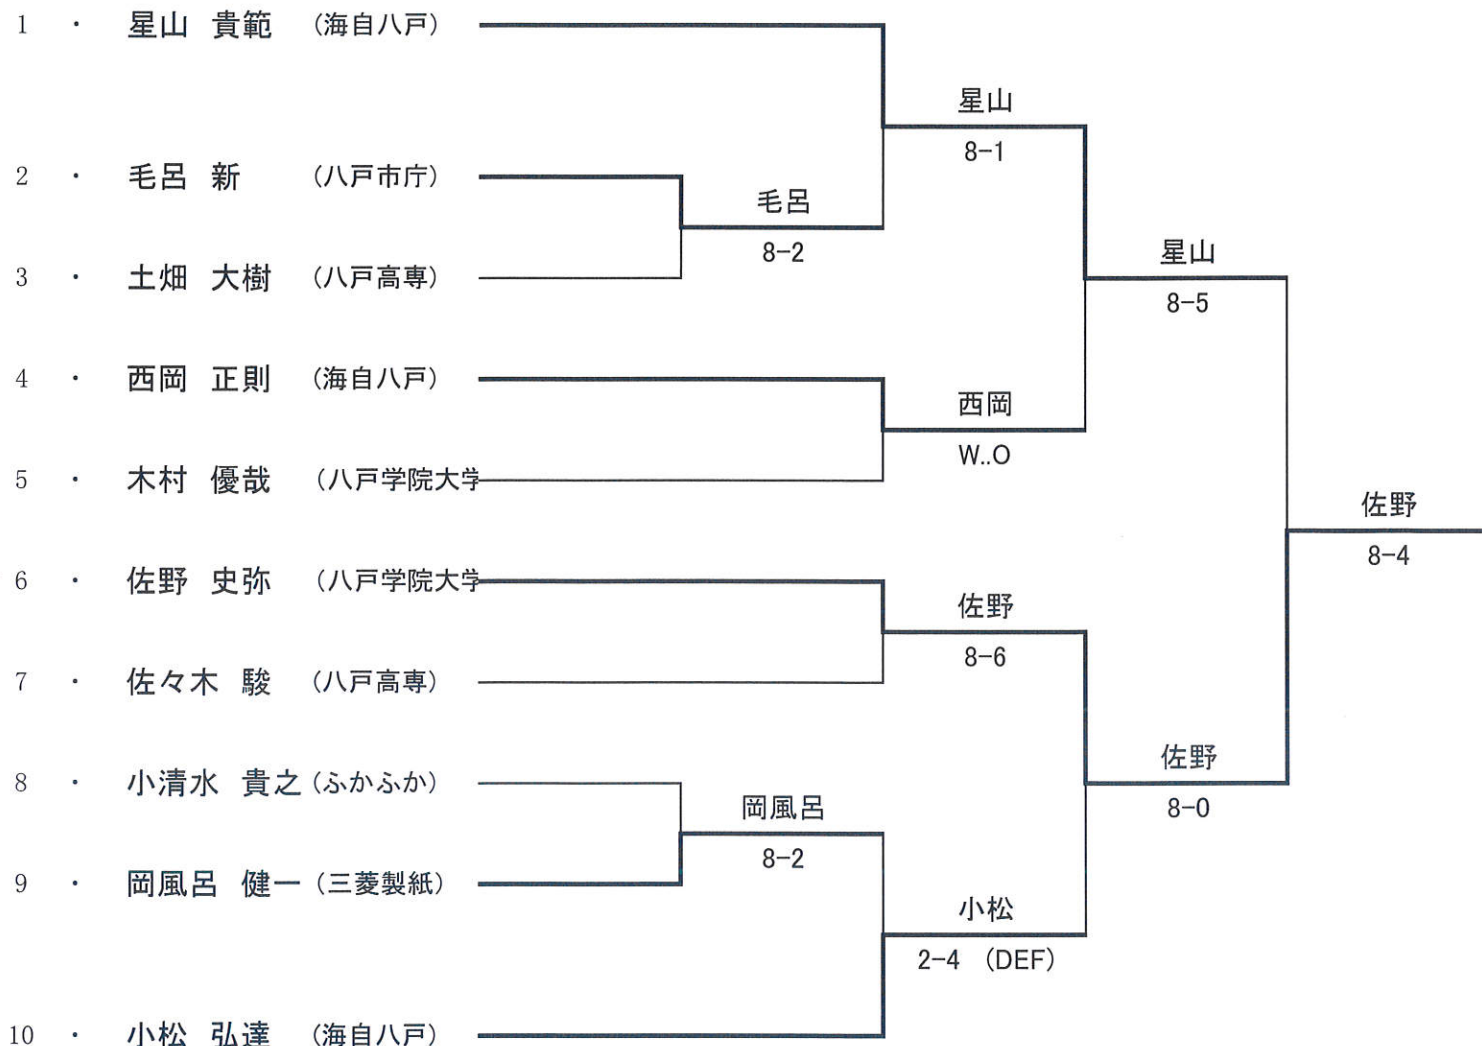 1 ・ 星山 貴範 (海自八戸)
星山
8-1
2 ・ 毛呂 新 (八戸市庁)
毛呂
8-2
3 ・ 土畑 大樹 (八戸高専)
星山
8-5
4 ・ 西岡 正則 (海自八戸)
西岡
W..O
5 ・ 木村 優哉 (八戸学院大学
佐野
8-4
6 ・ 佐野 史弥 (八戸学院大学
佐野
8-6
7 ・ 佐々木 駿 (八戸高専)
佐野
8-0
8 ・ 小清水 貴之 (ふかふか)
岡風呂
8-2
9 ・ 岡風呂 健一 (三菱製紙)
小松
2-4 (DEF)
10 ・ 小松 弘達 (海自八戸)